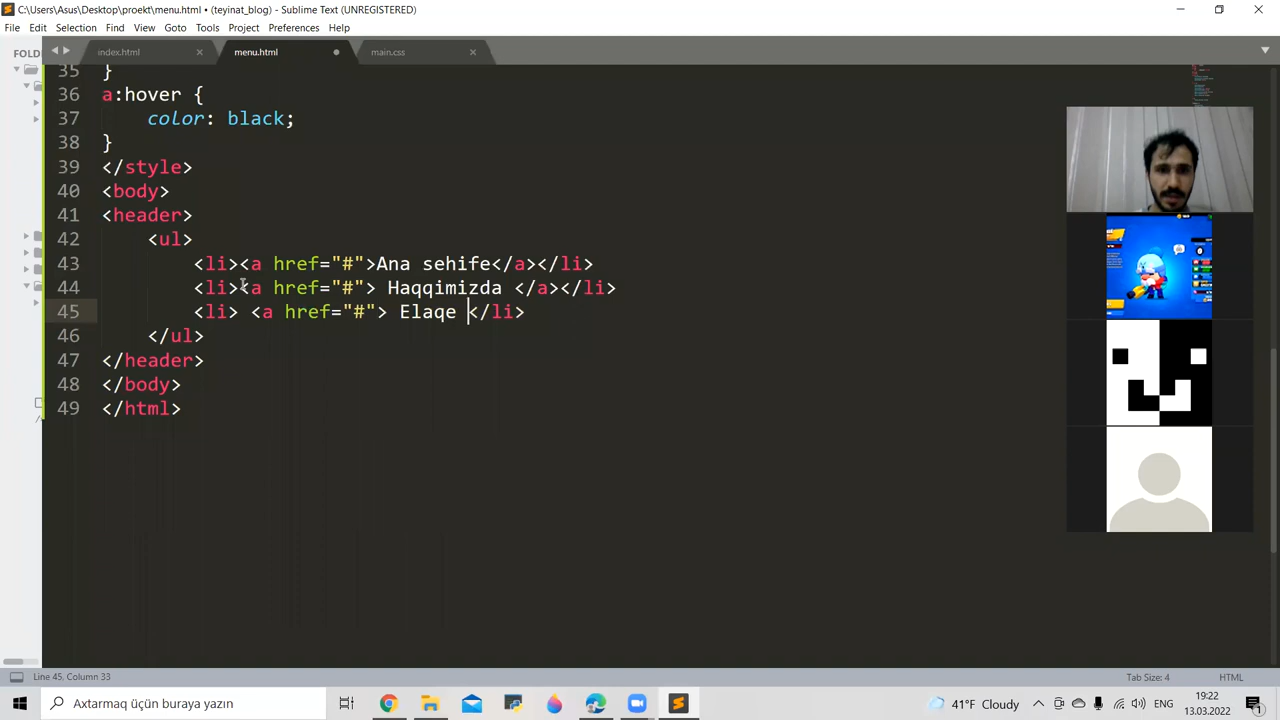 C:\Users\Asus\Desktop\proekt\menu.html • (teyinat_blog) - Sublime Text (UNREGISTERED)
File Edit Selection Find View Goto Tools Project Preferences Help
FOLD
index.html
menu.html
main.css
35 }
36 a:hover {
37 color: black;
38 }
39 </style>
40 <body>
41 <header>
42 <ul>
43 <li><a href="#">Ana sehife</a></li>
44 <li><a href="#"> Haqqimizda </a></li>
45 <li> <a href="#"> Elaqe </li>
46 </ul>
47 </header>
48 </body>
49 </html>
Line 45, Column 33
Tab Size: 4
HTML
Axtarmaq üçün buraya yazın
41°F Cloudy
ENG
19:22
13.03.2022
1